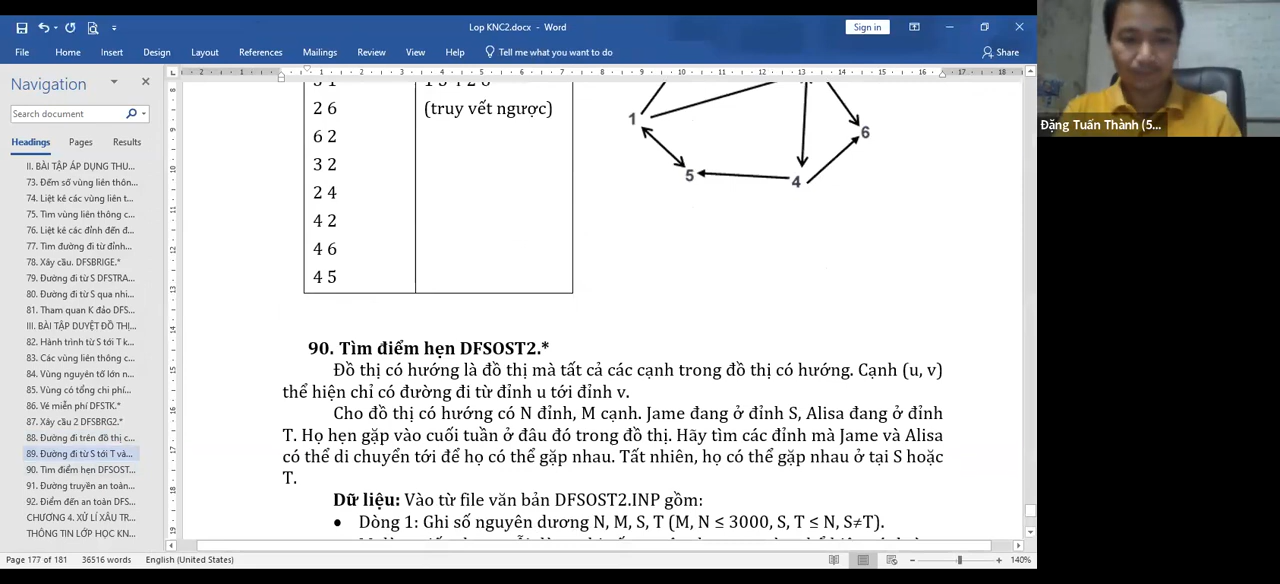 Lop KNC2.docx - Word
Sign in
File Home Insert Design Layout References Mailings Review View Help Tell me what you want to do Share
Navigation
Search document
Headings Pages Results
II. BÀI TẬP ÁP DỤNG THU...
73. Đếm số vùng liên thôn...
74. Liệt kê các vùng liên t...
75. Tìm vùng liên thông c...
76. Liệt kê các đỉnh đến đ...
77. Tìm đường đi từ đỉnh...
78. Xây cầu. DFSBRIGE.*
79. Đường đi từ S DFSTRA...
80. Đường đi từ S qua nhi...
81. Tham quan K đảo DFS...
III. BÀI TẬP DUYỆT ĐỒ THỊ...
82. Hành trình từ S tới T k...
83. Các vùng liên thông c...
84. Vùng nguyên tố lớn n...
85. Vùng có tổng chi phí...
86. Vé miễn phí DFSTK.*
87. Xây cầu 2 DFSBRG2.*
88. Đường đi trên đồ thị c...
89. Đường đi từ S tới T và...
90. Tìm điểm hẹn DFSOST...
91. Đường truyền an toàn...
92. Điểm đến an toàn DFS...
CHƯƠNG 4. XỬ LÍ XÂU TR...
THÔNG TIN LỚP HỌC KN...
2 6
(truy vết ngược)
6 2
3 2
2 4
4 2
4 6
4 5
1
6
5
4
90. Tìm điểm hẹn DFSOST2.*
Đồ thị có hướng là đồ thị mà tất cả các cạnh trong đồ thị có hướng. Cạnh (u, v)
thể hiện chỉ có đường đi từ đỉnh u tới đỉnh v.
Cho đồ thị có hướng có N đỉnh, M cạnh. Jame đang ở đỉnh S, Alisa đang ở đỉnh
T. Họ hẹn gặp vào cuối tuần ở đâu đó trong đồ thị. Hãy tìm các đỉnh mà Jame và Alisa
có thể di chuyển tới để họ có thể gặp nhau. Tất nhiên, họ có thể gặp nhau ở tại S hoặc
T.
Dữ liệu: Vào từ file văn bản DFSOST2.INP gồm:
• Dòng 1: Ghi số nguyên dương N, M, S, T (M, N ≤ 3000, S, T ≤ N, S≠T).
Page 177 of 181 36516 words English (United States)
140%
Đặng Tuấn Thành (5...